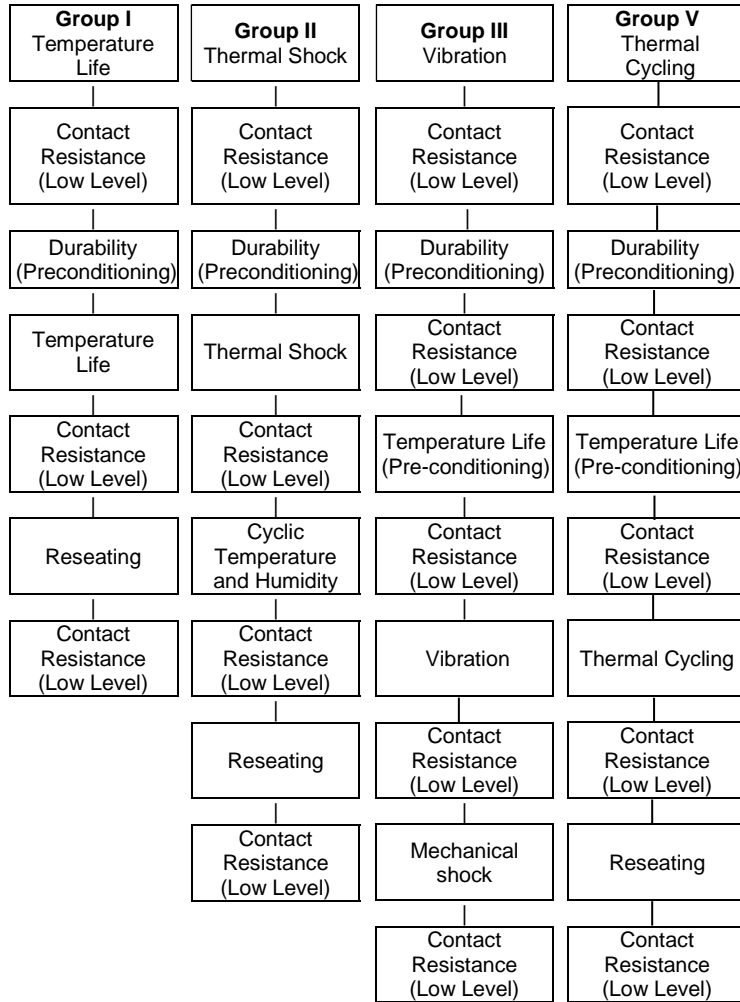 Group I
Temperature
Life
Contact
Resistance
(Low Level)
Durability
(Preconditioning)
Temperature
Life
Contact
Resistance
(Low Level)
Reseating
Contact
Resistance
(Low Level)
Group II
Thermal Shock
Contact
Resistance
(Low Level)
Durability
(Preconditioning)
Thermal Shock
Contact
Resistance
(Low Level)
Cyclic
Temperature
and Humidity
Contact
Resistance
(Low Level)
Reseating
Contact
Resistance
(Low Level)
Group III
Vibration
Contact
Resistance
(Low Level)
Durability
(Preconditioning)
Contact
Resistance
(Low Level)
Temperature Life
(Pre-conditioning)
Contact
Resistance
(Low Level)
Vibration
Contact
Resistance
(Low Level)
Mechanical
shock
Contact
Resistance
(Low Level)
Group V
Thermal
Cycling
Contact
Resistance
(Low Level)
Durability
(Preconditioning)
Contact
Resistance
(Low Level)
Temperature Life
(Pre-conditioning)
Contact
Resistance
(Low Level)
Thermal Cycling
Contact
Resistance
(Low Level)
Reseating
Contact
Resistance
(Low Level)